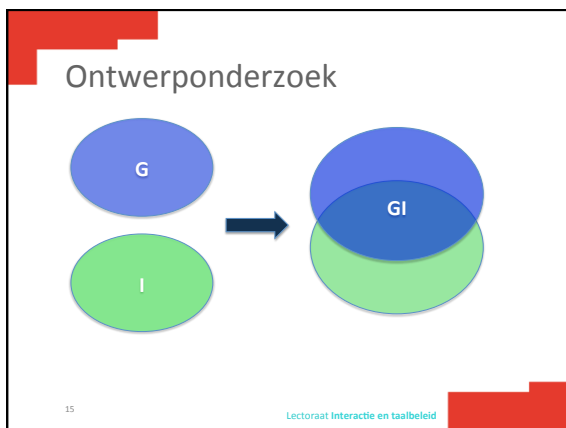 Ontwerponderzoek
G
GI
I
15
Lectoraat Interactie en taalbeleid